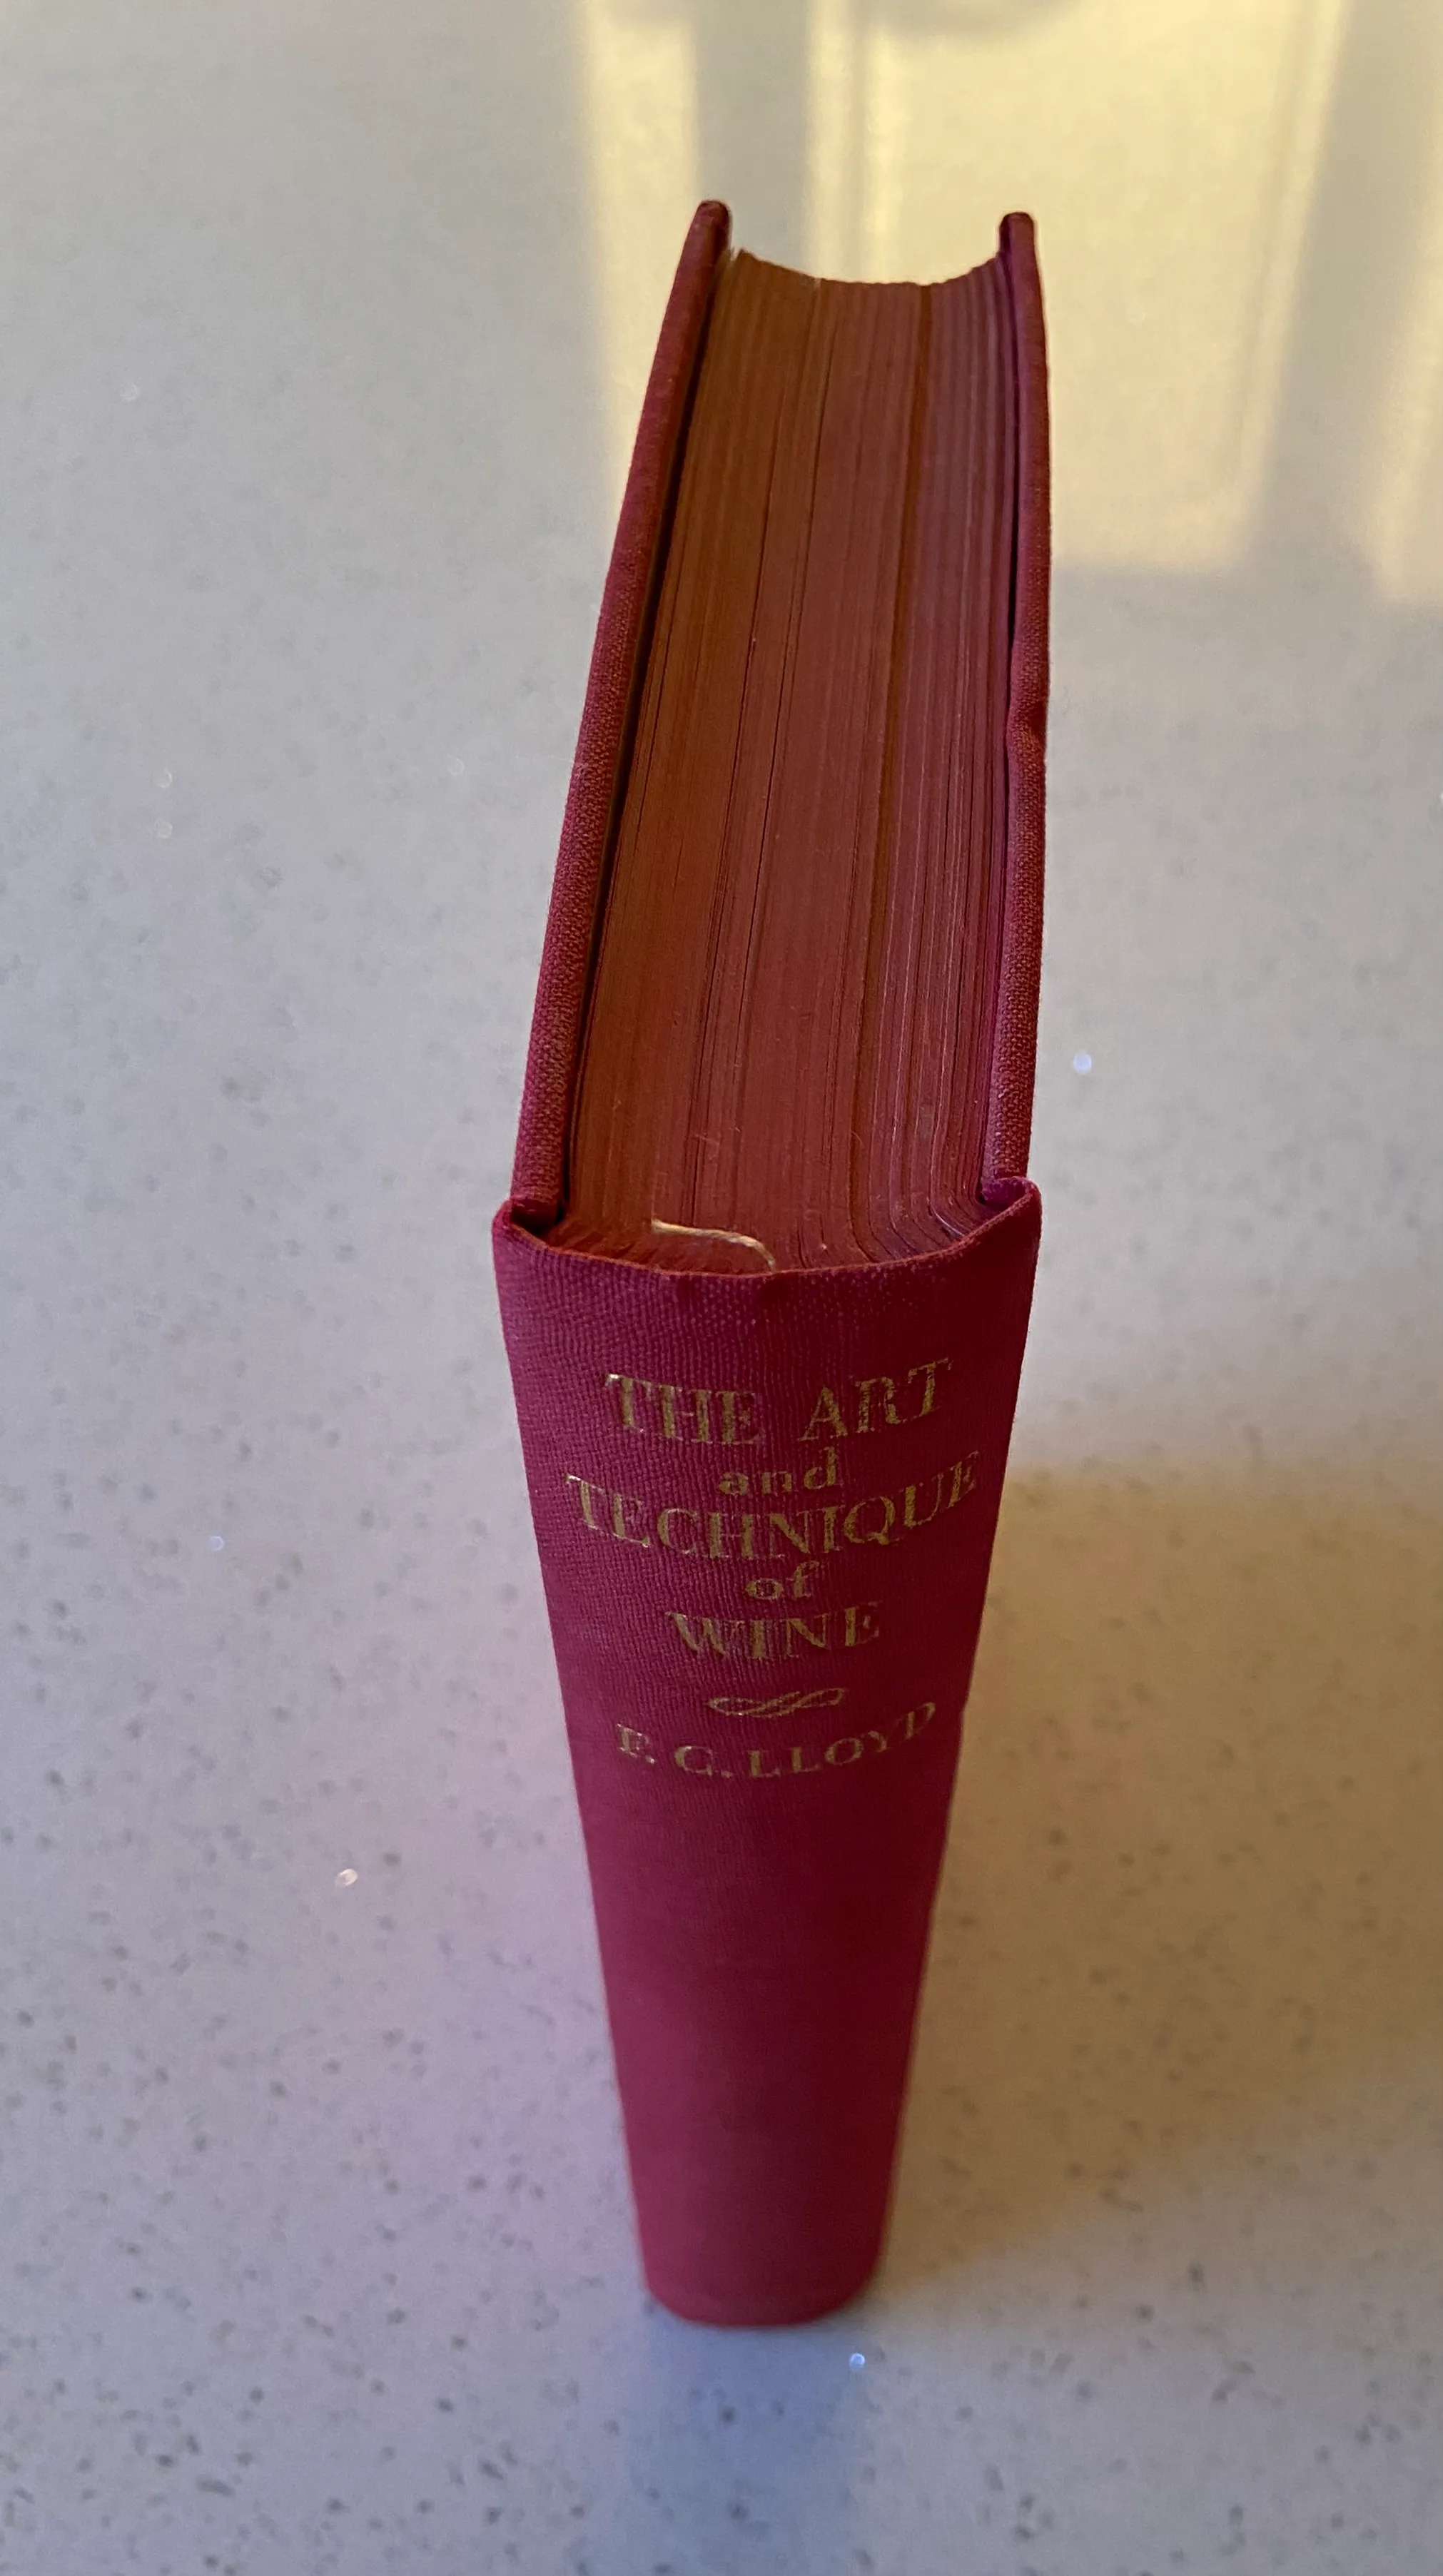 THE ART
and
TECHNIQUE
of
WINE
F. C. LLOYD